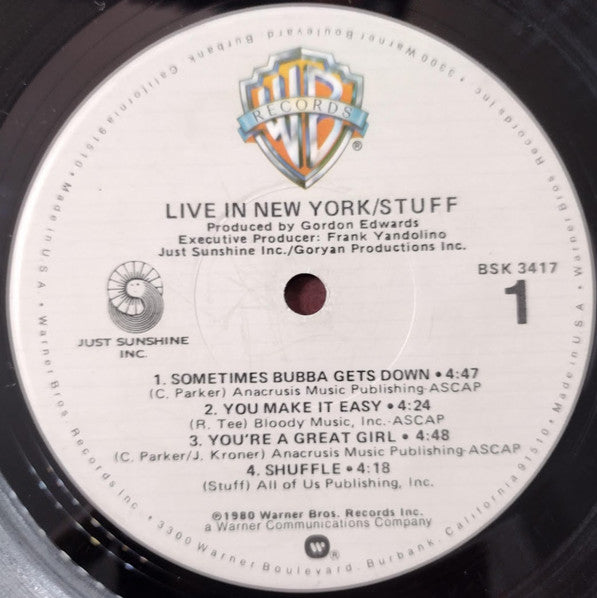 WB
RECORDS
®
LIVE IN NEW YORK/STUFF
Produced by Gordon Edwards
Executive Producer: Frank Yandolino
Just Sunshine Inc./Goryan Productions Inc.
BSK 3417
1
JUST SUNSHINE
INC.
1. SOMETIMES BUBBA GETS DOWN • 4:47
(C. Parker) Anacrusis Music Publishing-ASCAP
2. YOU MAKE IT EASY • 4:24
(R. Tee) Bloody Music, Inc.-ASCAP
3. YOU'RE A GREAT GIRL • 4:48
(C. Parker/J. Kroner) Anacrusis Music Publishing-ASCAP
4. SHUFFLE • 4:18
(Stuff) All of Us Publishing, Inc.
℗1980 Warner Bros. Records Inc.
a Warner Communications Company
W ®
Warner Bros. Records Inc. • 3300 Warner Boulevard, Burbank, California 91510 • Made in U.S.A. • Warner Bros. Records Inc. • 3300 Warner Boulevard, Burbank, California 91510 • Made in U.S.A. •